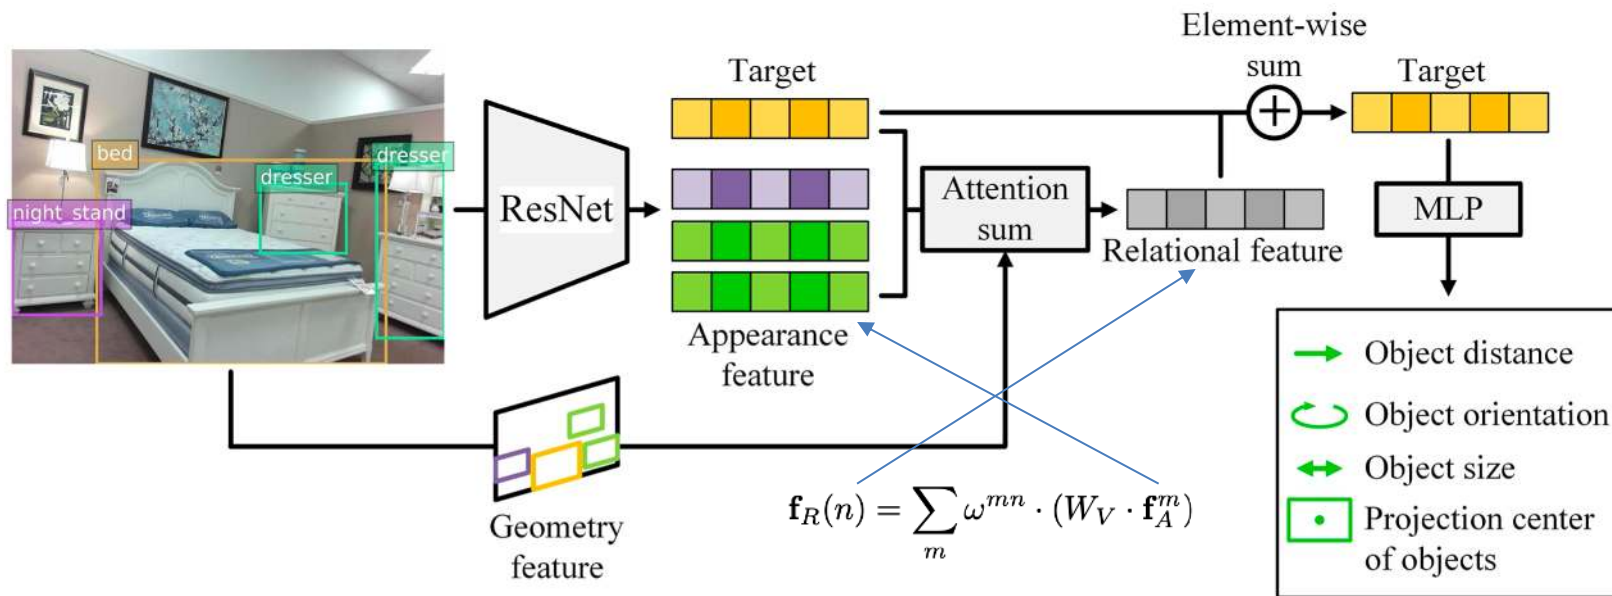 Element-wise
sum
Target
Target
bed
dresser
dresser
night_stand
ResNet
Attention
sum
MLP
Relational feature
Appearance
feature
Geometry
feature
f_R(n) = ∑_m ω^{mn} · (W_V · f_A^m)
Object distance
Object orientation
Object size
Projection center
of objects